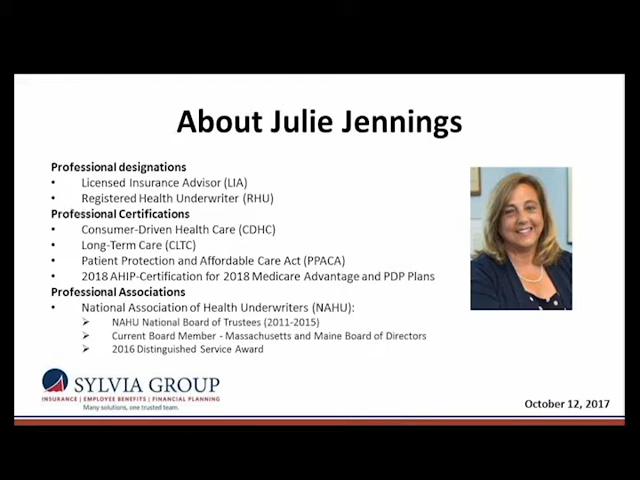 About Julie Jennings
Professional designations
• Licensed Insurance Advisor (LIA)
• Registered Health Underwriter (RHU)
Professional Certifications
• Consumer-Driven Health Care (CDHC)
• Long-Term Care (CLTC)
• Patient Protection and Affordable Care Act (PPACA)
• 2018 AHIP-Certification for 2018 Medicare Advantage and PDP Plans
Professional Associations
• National Association of Health Underwriters (NAHU):
➢ NAHU National Board of Trustees (2011-2015)
➢ Current Board Member - Massachusetts and Maine Board of Directors
➢ 2016 Distinguished Service Award
SYLVIA GROUP
INSURANCE | EMPLOYEE BENEFITS | FINANCIAL PLANNING
Many solutions, one trusted team.
October 12, 2017